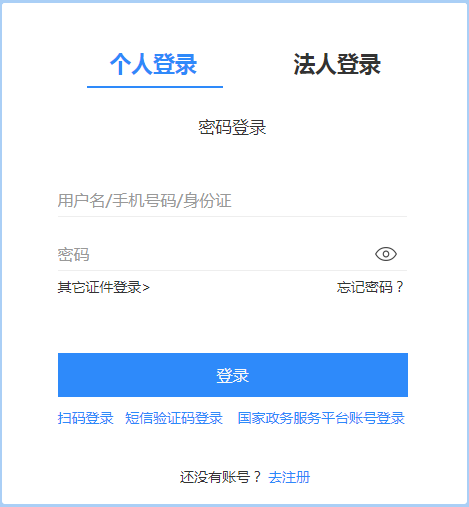 个人登录 法人登录
密码登录
用户名/手机号码/身份证
密码
其它证件登录> 忘记密码？
登录
扫码登录 短信验证码登录 国家政务服务平台账号登录
还没有账号？ 去注册